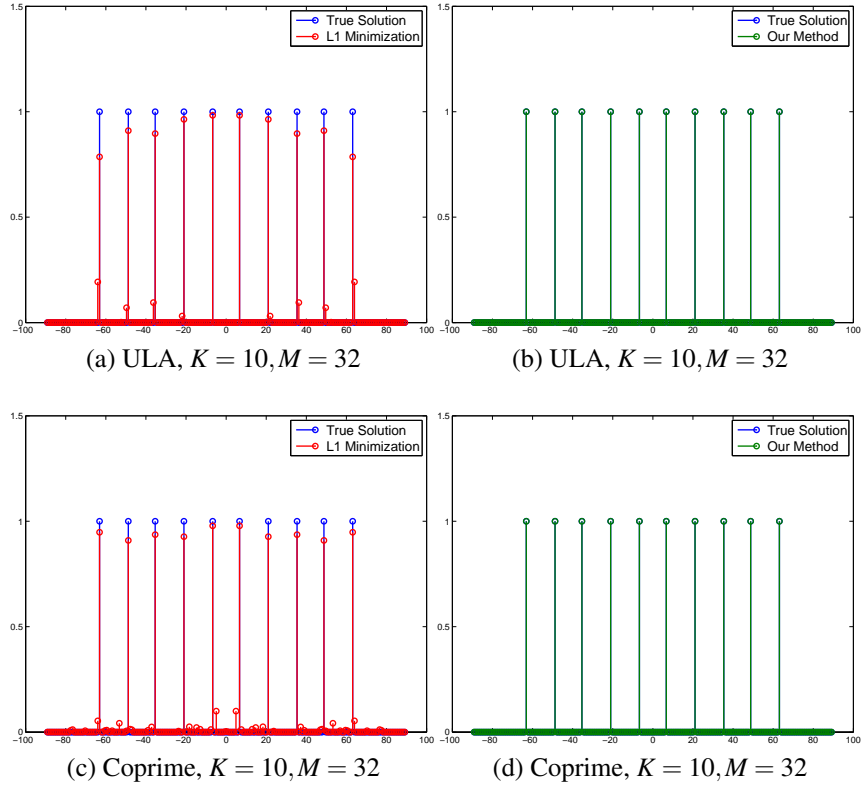 1.5
1
0.5
0
−100 −80 −60 −40 −20 0 20 40 60 80 100
True Solution
L1 Minimization
(a) ULA, K = 10, M = 32
1.5
1
0.5
0
−100 −80 −60 −40 −20 0 20 40 60 80 100
True Solution
Our Method
(b) ULA, K = 10, M = 32
1.5
1
0.5
0
−100 −80 −60 −40 −20 0 20 40 60 80 100
True Solution
L1 Minimization
(c) Coprime, K = 10, M = 32
1.5
1
0.5
0
−100 −80 −60 −40 −20 0 20 40 60 80 100
True Solution
Our Method
(d) Coprime, K = 10, M = 32